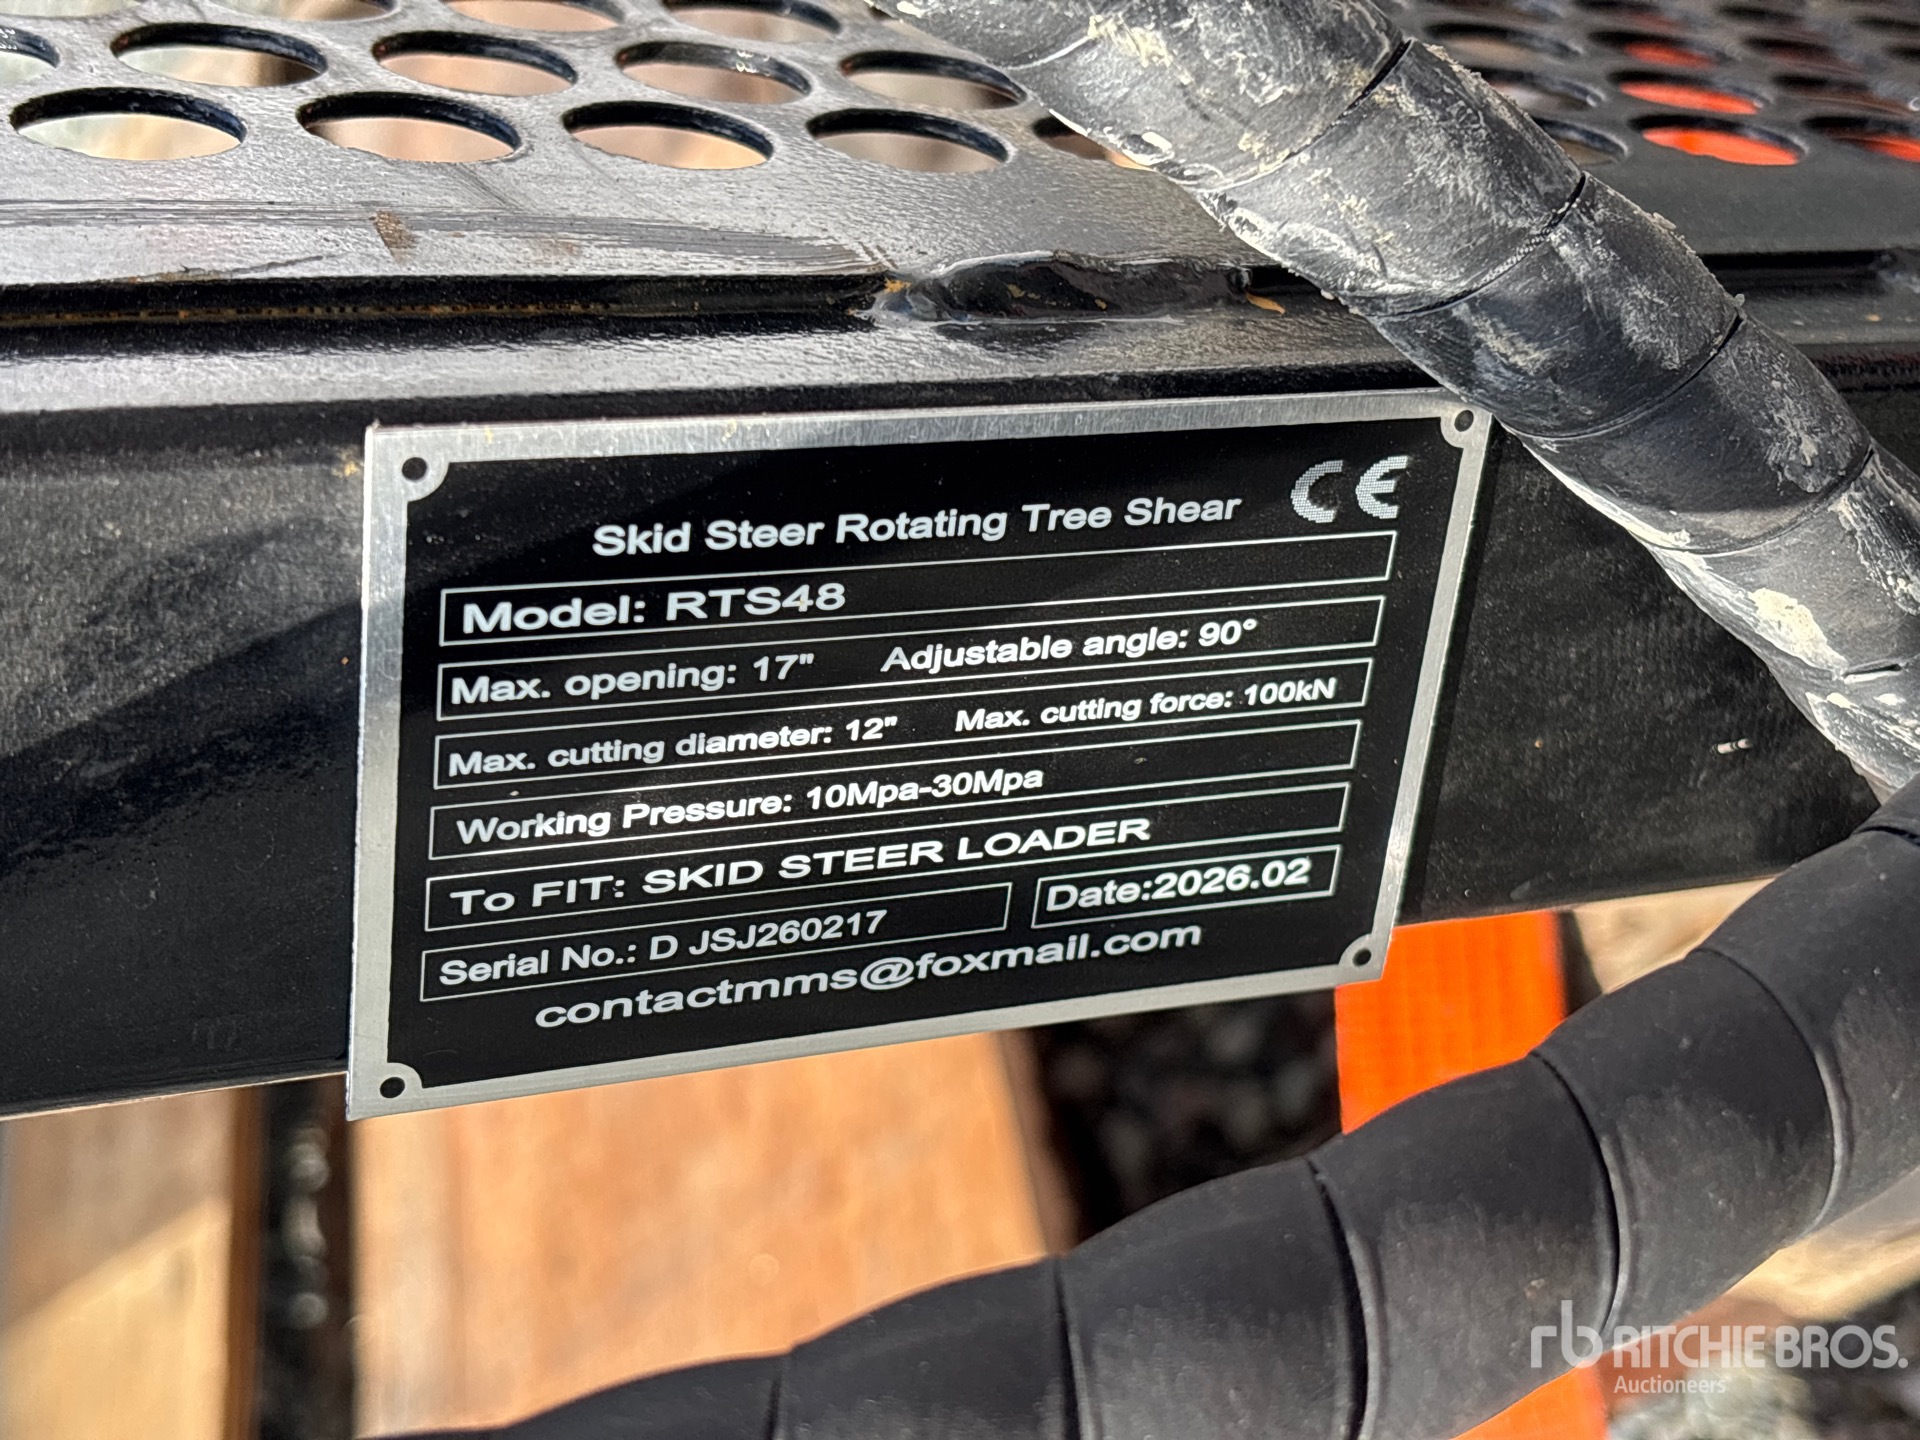 CE
Skid Steer Rotating Tree Shear
Model: RTS48
Max. opening: 17" Adjustable angle: 90°
Max. cutting diameter: 12" Max. cutting force: 100kN
Working Pressure: 10Mpa-30Mpa
To FIT: SKID STEER LOADER
Serial No.: D JSJ260217 Date:2026.02
contactmms@foxmail.com
rb RITCHIE BROS.
Auctioneers